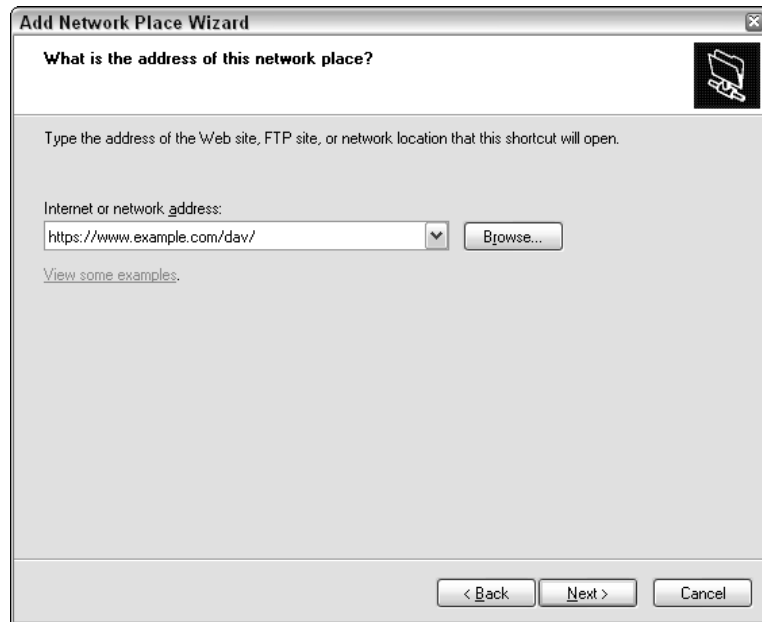 Add Network Place Wizard
What is the address of this network place?
Type the address of the Web site, FTP site, or network location that this shortcut will open.
Internet or network address:
https://www.example.com/dav/
Browse...
View some examples.
< Back
Next >
Cancel